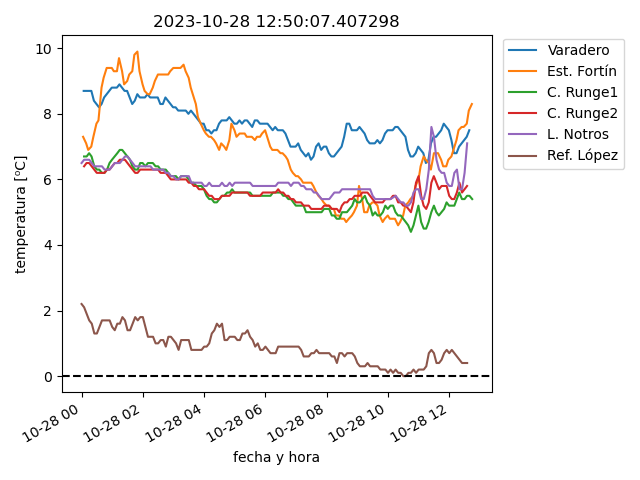 2023-10-28 12:50:07.407298
temperatura [ºC]
10
8
6
4
2
0
10-28 00
10-28 02
10-28 04
10-28 06
10-28 08
10-28 10
10-28 12
fecha y hora
Varadero
Est. Fortín
C. Runge1
C. Runge2
L. Notros
Ref. López